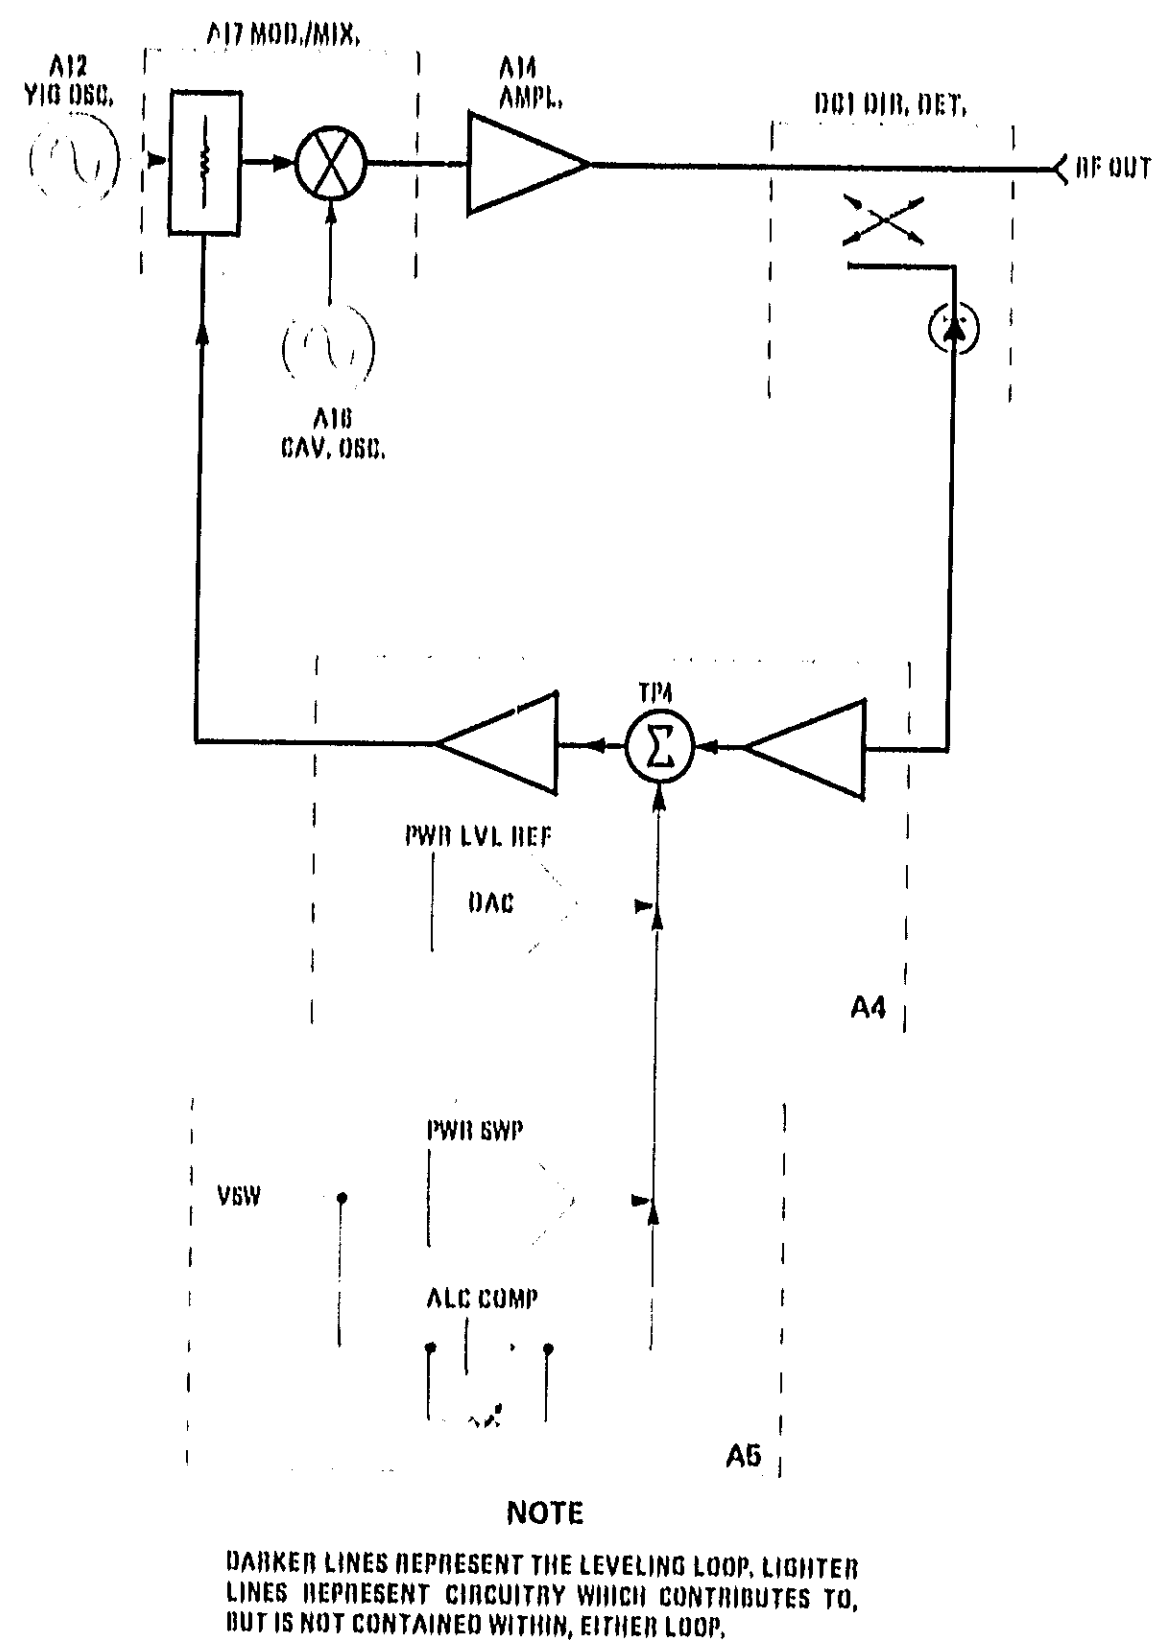 A17 MOD./MIX.
A12
YIG OSC.
A14
AMPL.
DC1 DIR. DET.
RF OUT
A16
CAV. OSC.
TP4
Σ
PWR LVL REF
DAC
A4
PWR SWP
VSW
ALC COMP
A5
NOTE
DARKER LINES REPRESENT THE LEVELING LOOP. LIGHTER
LINES REPRESENT CIRCUITRY WHICH CONTRIBUTES TO,
BUT IS NOT CONTAINED WITHIN, EITHER LOOP.